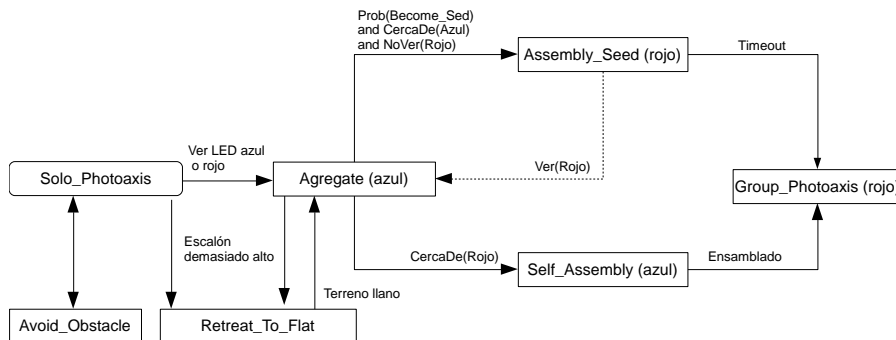 Prob(Become_Sed)
and CercaDe(Azul)
and NoVer(Rojo)
Assembly_Seed (rojo)
Timeout
Ver LED azul
o rojo
Ver(Rojo)
Solo_Photoaxis
Agregate (azul)
Group_Photoaxis (rojo)
Escalón
demasiado alto
CercaDe(Rojo)
Self_Assembly (azul)
Ensamblado
Terreno llano
Avoid_Obstacle
Retreat_To_Flat